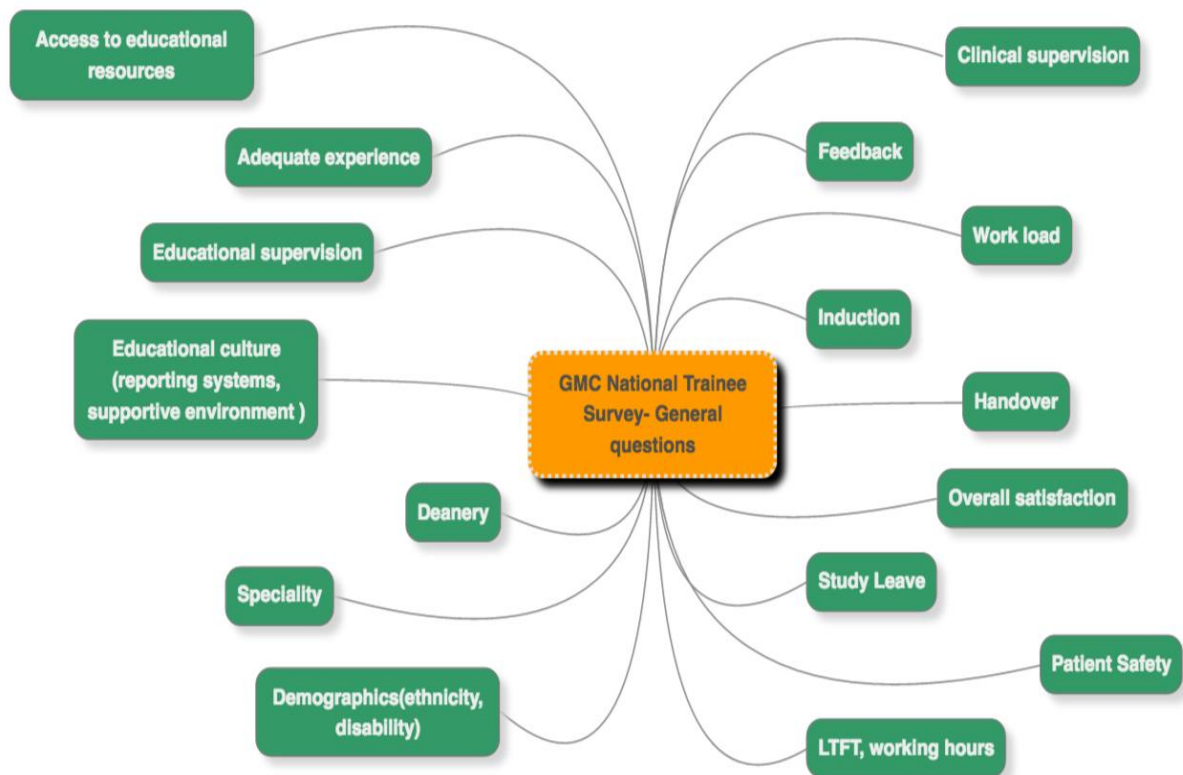 Access to educational
resources
Adequate experience
Educational supervision
Educational culture
(reporting systems,
supportive environment )
Deanery
Speciality
Demographics(ethnicity,
disability)
GMC National Trainee
Survey- General
questions
Clinical supervision
Feedback
Work load
Induction
Handover
Overall satisfaction
Study Leave
Patient Safety
LTFT, working hours